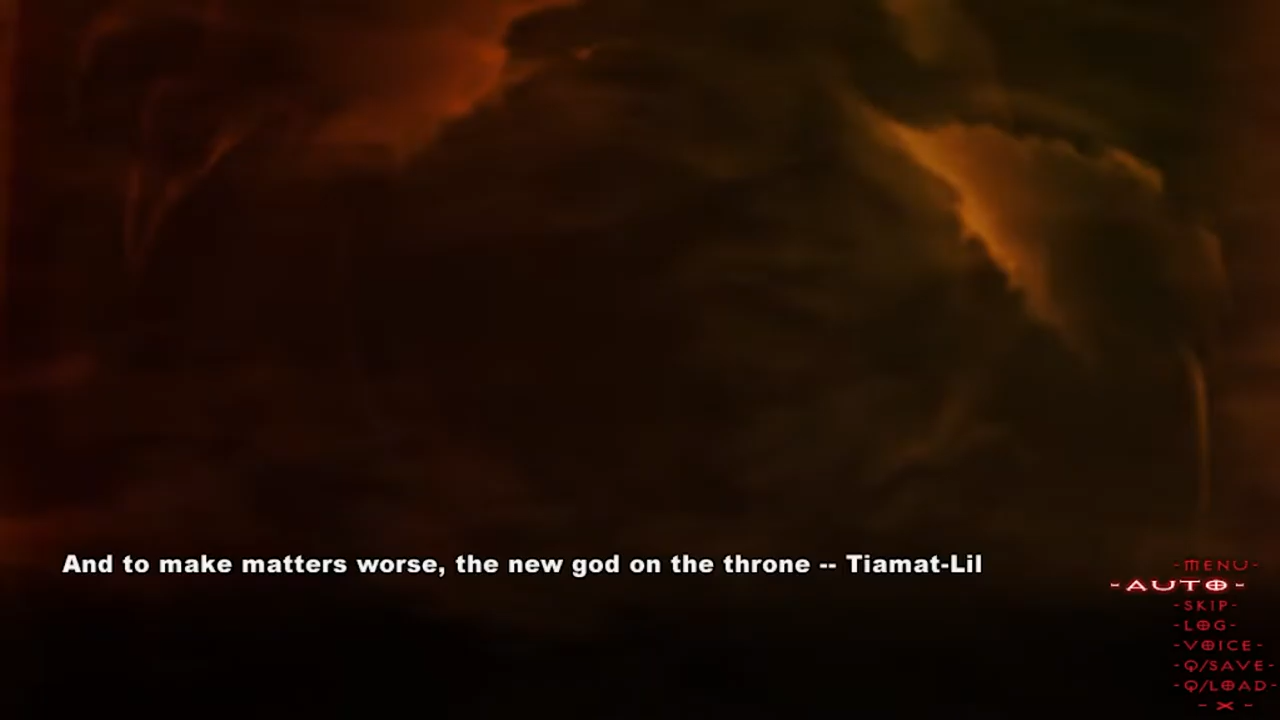 And to make matters worse, the new god on the throne -- Tiamat-Lil
-MENU-
-AUTO-
-SKIP-
-LOG-
-VOICE-
-Q/SAVE-
-Q/LOAD-
-X-